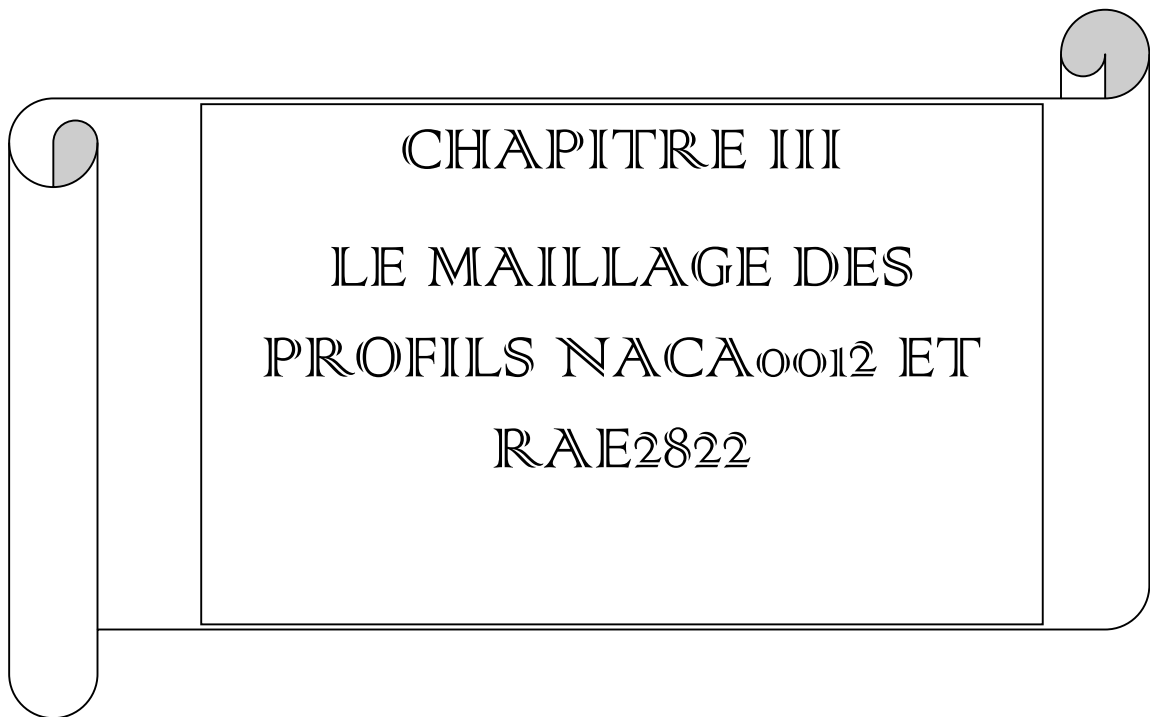 CHAPITRE III
LE MAILLAGE DES
PROFILS NACA0012 ET
RAE2822